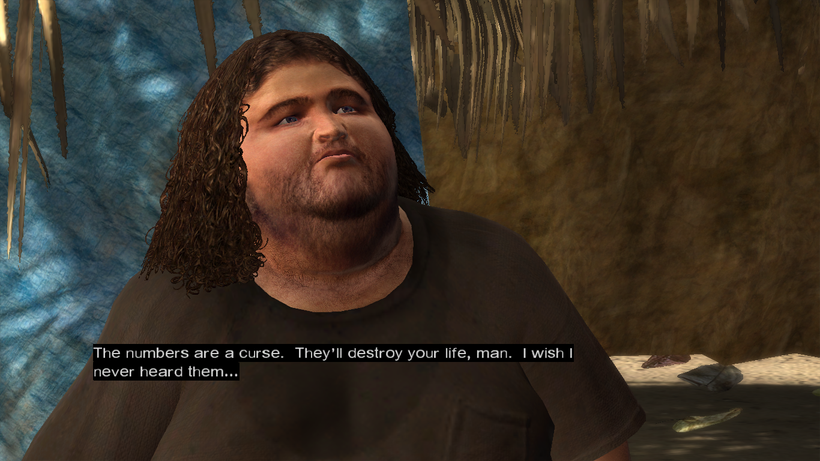 The numbers are a curse.  They'll destroy your life, man.  I wish I
never heard them...